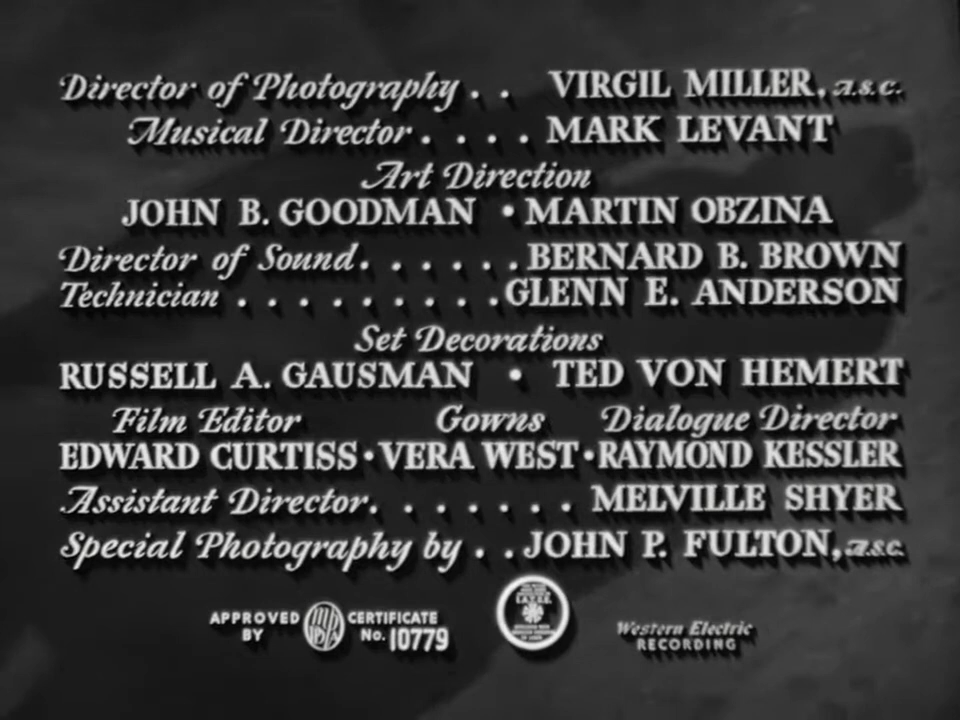 Director of Photography . . VIRGIL MILLER, A.S.C.
Musical Director . . . . MARK LEVANT
Art Direction
JOHN B. GOODMAN • MARTIN OBZINA
Director of Sound . . . . . . BERNARD B. BROWN
Technician . . . . . . . . . GLENN E. ANDERSON
Set Decorations
RUSSELL A. GAUSMAN • TED VON HEMERT
Film Editor Gowns Dialogue Director
EDWARD CURTISS • VERA WEST • RAYMOND KESSLER
Assistant Director . . . . . . . MELVILLE SHYER
Special Photography by . . JOHN P. FULTON, A.S.C.
APPROVED BY MPPDA CERTIFICATE No. 10779
I.A.T.S.E.
Western Electric
RECORDING